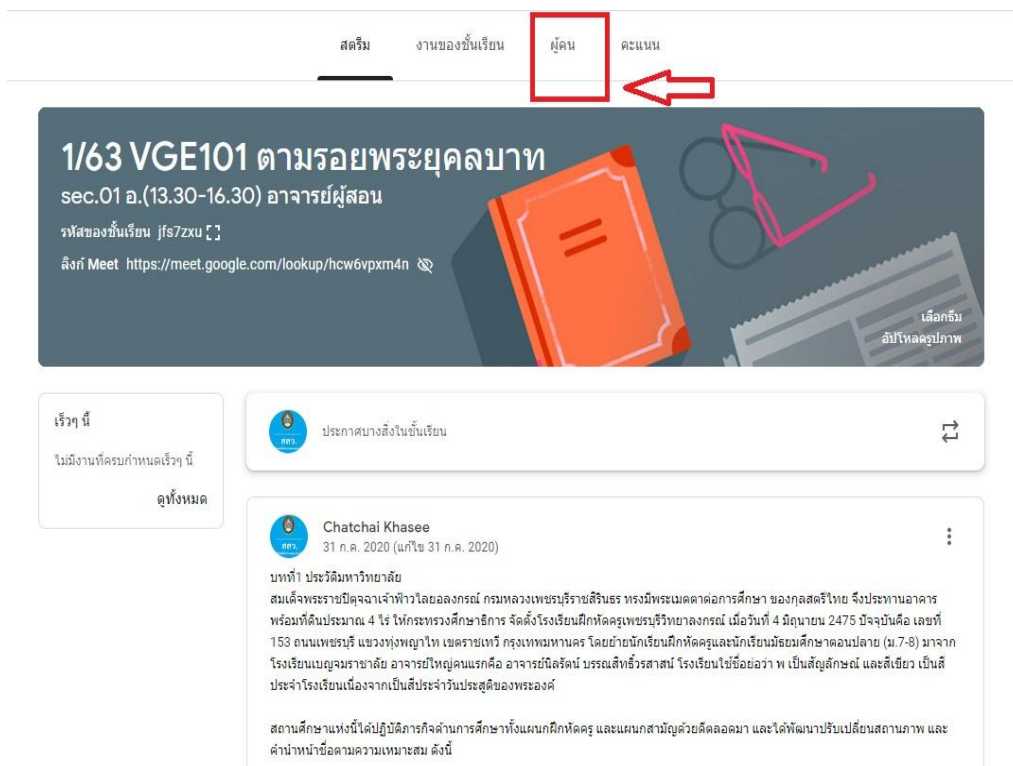 สตรีม งานของชั้นเรียน ผู้คน คะแนน
1/63 VGE101 ตามรอยพระยุคลบาท
sec.01 อ.(13.30-16.30) อาจารย์ผู้สอน
รหัสของชั้นเรียน jfs7zxu
ลิงก์ Meet https://meet.google.com/lookup/hcw6vpxm4n
เลือกธีม
อัปโหลดรูปภาพ
เร็วๆ นี้
ไม่มีงานที่ครบกำหนดเร็วๆ นี้
ดูทั้งหมด
สสว.
ประกาศบางสิ่งในชั้นเรียน
สสว.
Chatchai Khasee
31 ก.ค. 2020 (แก้ไข 31 ก.ค. 2020)
บทที่1 ประวัติมหาวิทยาลัย
สมเด็จพระราชปิตุจฉาเจ้าฟ้าวไลยอลงกรณ์ กรมหลวงเพชรบุรีราชสิรินธร ทรงมีพระเมตตาต่อการศึกษา ของกุลสตรีไทย จึงประทานอาคาร
พร้อมที่ดินประมาณ 4 ไร่ ให้กระทรวงศึกษาธิการ จัดตั้งโรงเรียนฝึกหัดครูเพชรบุรีวิทยาลงกรณ์ เมื่อวันที่ 4 มิถุนายน 2475 ปัจจุบันคือ เลขที่
153 ถนนเพชรบุรี แขวงทุ่งพญาไท เขตราชเทวี กรุงเทพมหานคร โดยย้ายนักเรียนฝึกหัดครูและนักเรียนมัธยมศึกษาตอนปลาย (ม.7-8) มาจาก
โรงเรียนเบญจมราชาลัย อาจารย์ใหญ่คนแรกคือ อาจารย์นิลรัตน์ บรรณสิทธิ์วรสาสน์ โรงเรียนใช้ชื่อย่อว่า พ เป็นสัญลักษณ์ และสีเขียว เป็นสี
ประจำโรงเรียนเนื่องจากเป็นสีประจำวันประสูติของพระองค์
สถานศึกษาแห่งนี้ได้ปฏิบัติภารกิจด้านการศึกษาทั้งแผนกฝึกหัดครู และแผนกสามัญด้วยดีตลอดมา และได้พัฒนาปรับเปลี่ยนสถานภาพ และ
คำนำหน้าชื่อตามความเหมาะสม ดังนี้